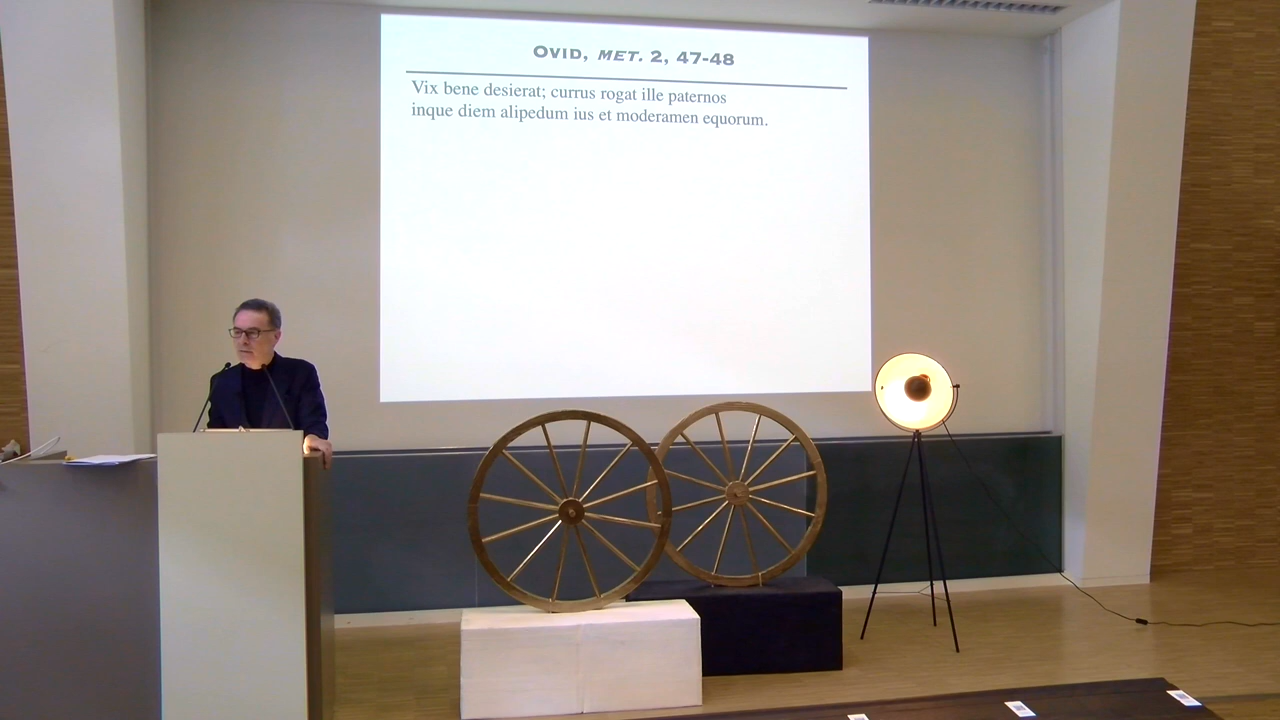 OVID, MET. 2, 47-48
Vix bene desierat; currus rogat ille paternos
inque diem alipedum ius et moderamen equorum.